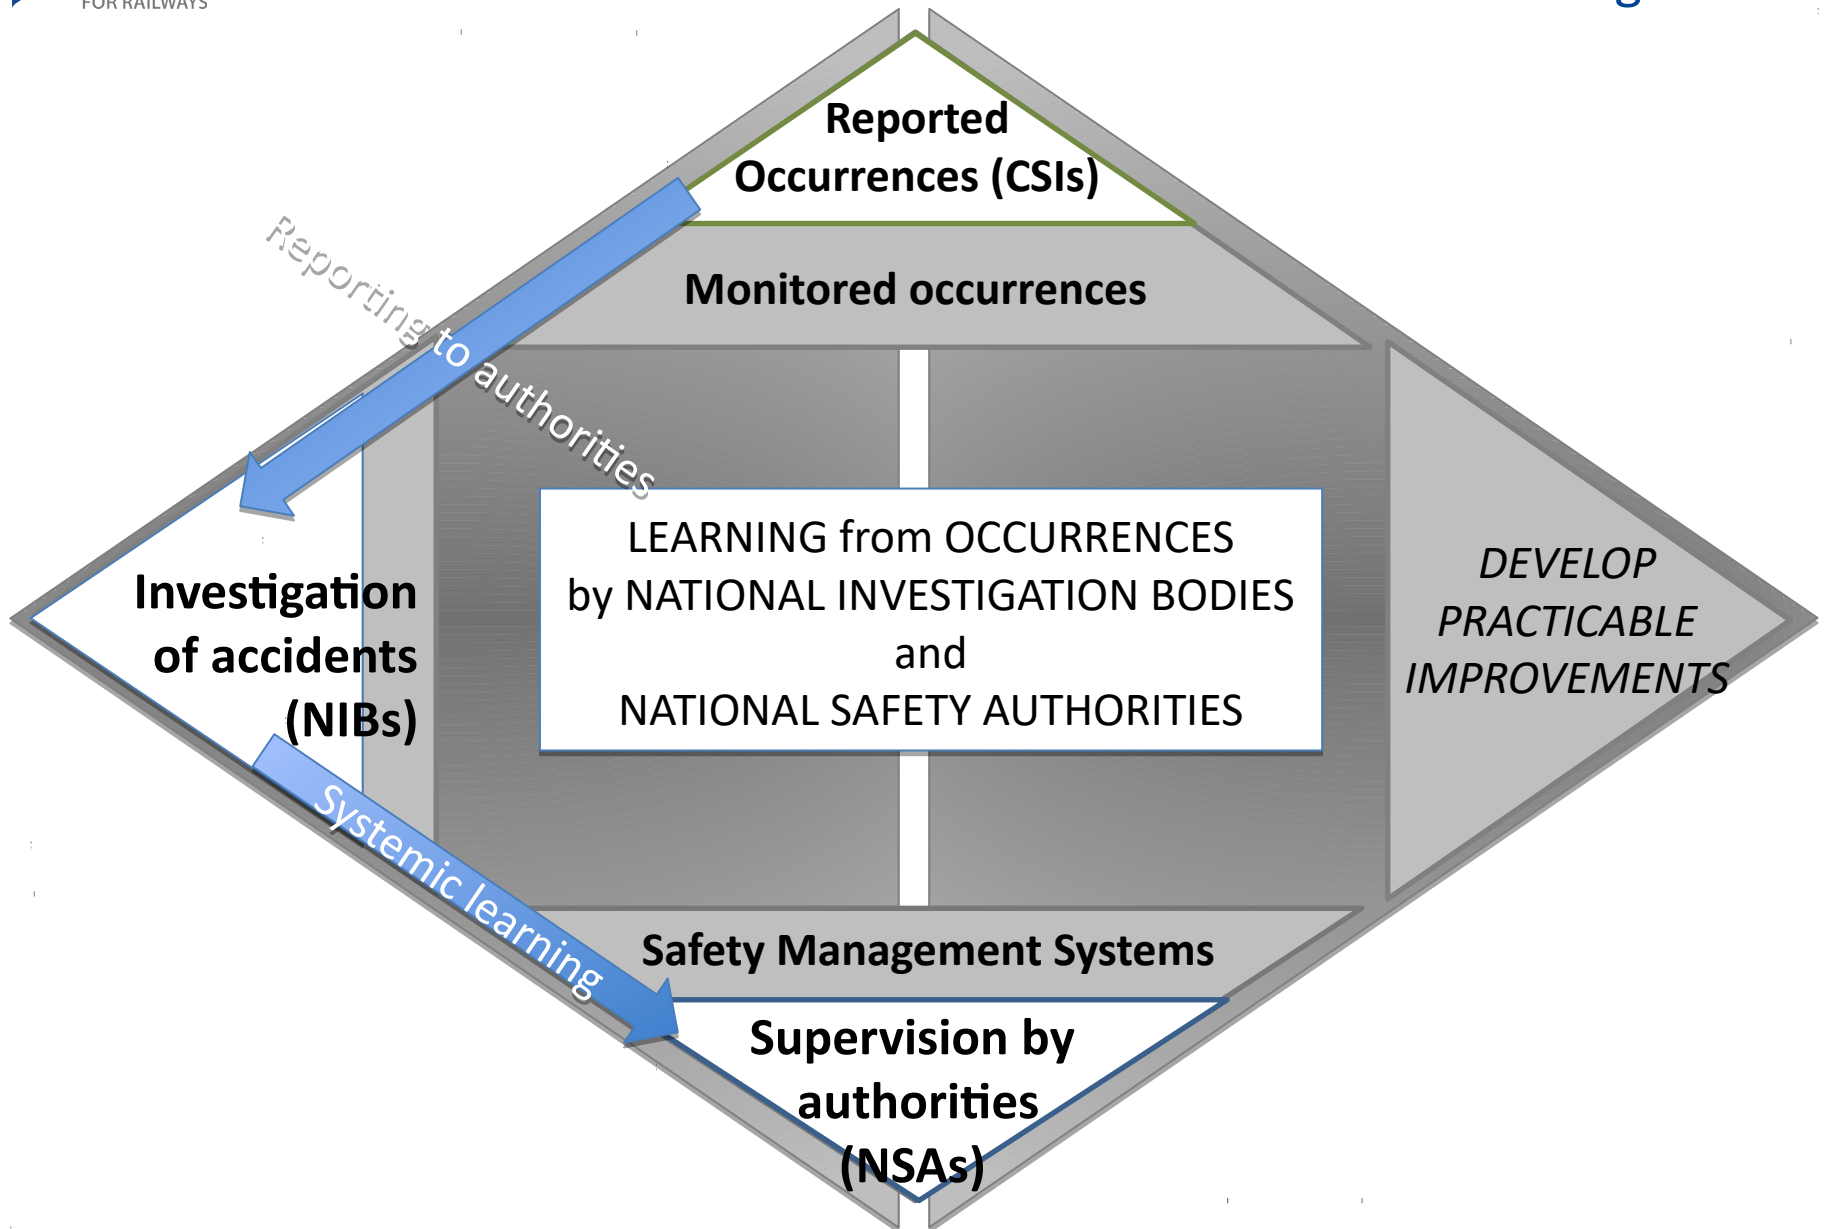 FOR RAILWAYS
Reported
Occurrences (CSIs)
Monitored occurrences
Reporting to authorities
LEARNING from OCCURRENCES
by NATIONAL INVESTIGATION BODIES
and
NATIONAL SAFETY AUTHORITIES
DEVELOP
PRACTICABLE
IMPROVEMENTS
Investigation
of accidents
(NIBs)
Systemic learning
Safety Management Systems
Supervision by
authorities
(NSAs)